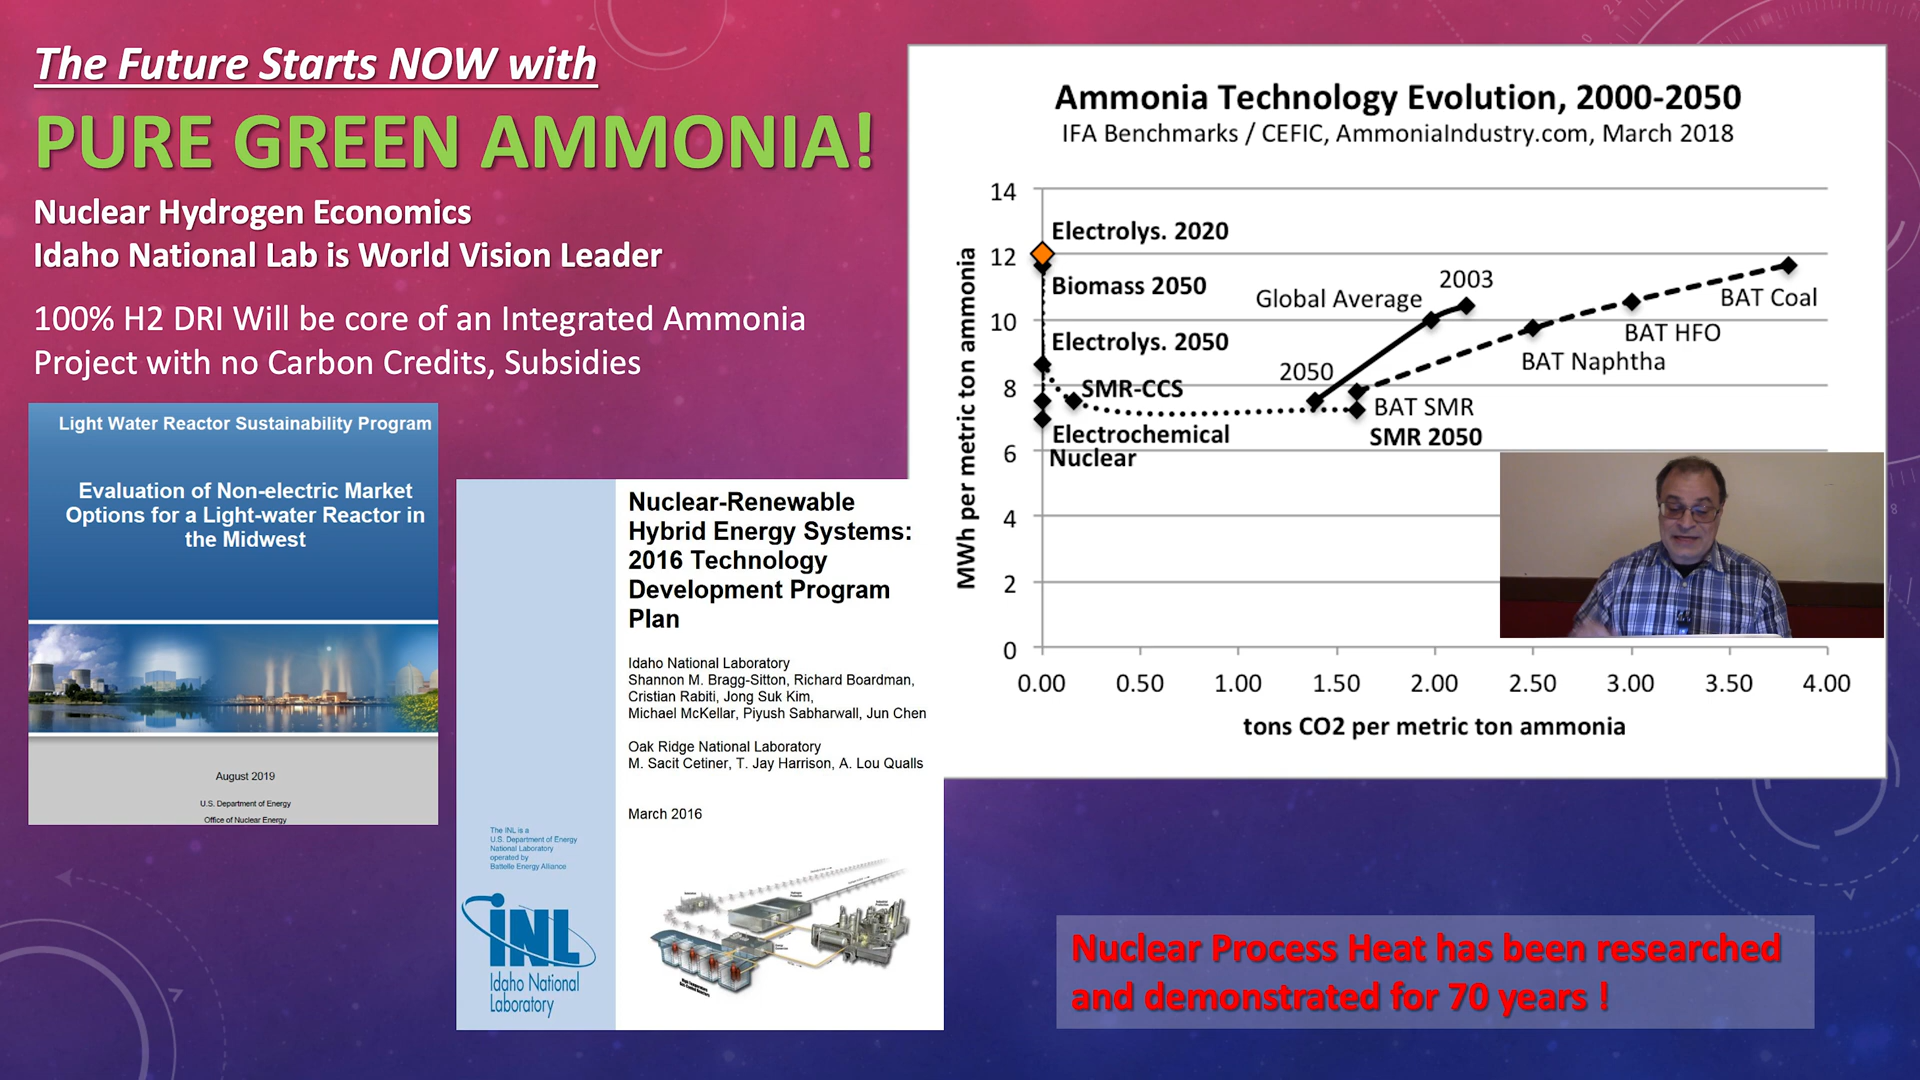 The Future Starts NOW with
PURE GREEN AMMONIA!
Nuclear Hydrogen Economics
Idaho National Lab is World Vision Leader
100% H2 DRI Will be core of an Integrated Ammonia
Project with no Carbon Credits, Subsidies
Light Water Reactor Sustainability Program
Evaluation of Non-electric Market
Options for a Light-water Reactor in
the Midwest
August 2019
U.S. Department of Energy
Office of Nuclear Energy
Nuclear-Renewable
Hybrid Energy Systems:
2016 Technology
Development Program
Plan
Idaho National Laboratory
Shannon M. Bragg-Sitton, Richard Boardman,
Cristian Rabiti, Jong Suk Kim,
Michael McKellar, Piyush Sabharwall, Jun Chen
Oak Ridge National Laboratory
M. Sacit Cetiner, T. Jay Harrison, A. Lou Qualls
March 2016
The INL is a
U.S. Department of Energy
National Laboratory
operated by
Battelle Energy Alliance
INL
Idaho National
Laboratory
Ammonia Technology Evolution, 2000-2050
IFA Benchmarks / CEFIC, AmmoniaIndustry.com, March 2018
MWh per metric ton ammonia
14
12
10
8
6
4
2
0
Electrolys. 2020
Biomass 2050
Electrolys. 2050
SMR-CCS
Electrochemical
Nuclear
Global Average
2003
2050
BAT Coal
BAT HFO
BAT Naphtha
BAT SMR
SMR 2050
0.00 0.50 1.00 1.50 2.00 2.50 3.00 3.50 4.00
tons CO2 per metric ton ammonia
Nuclear Process Heat has been researched
and demonstrated for 70 years !